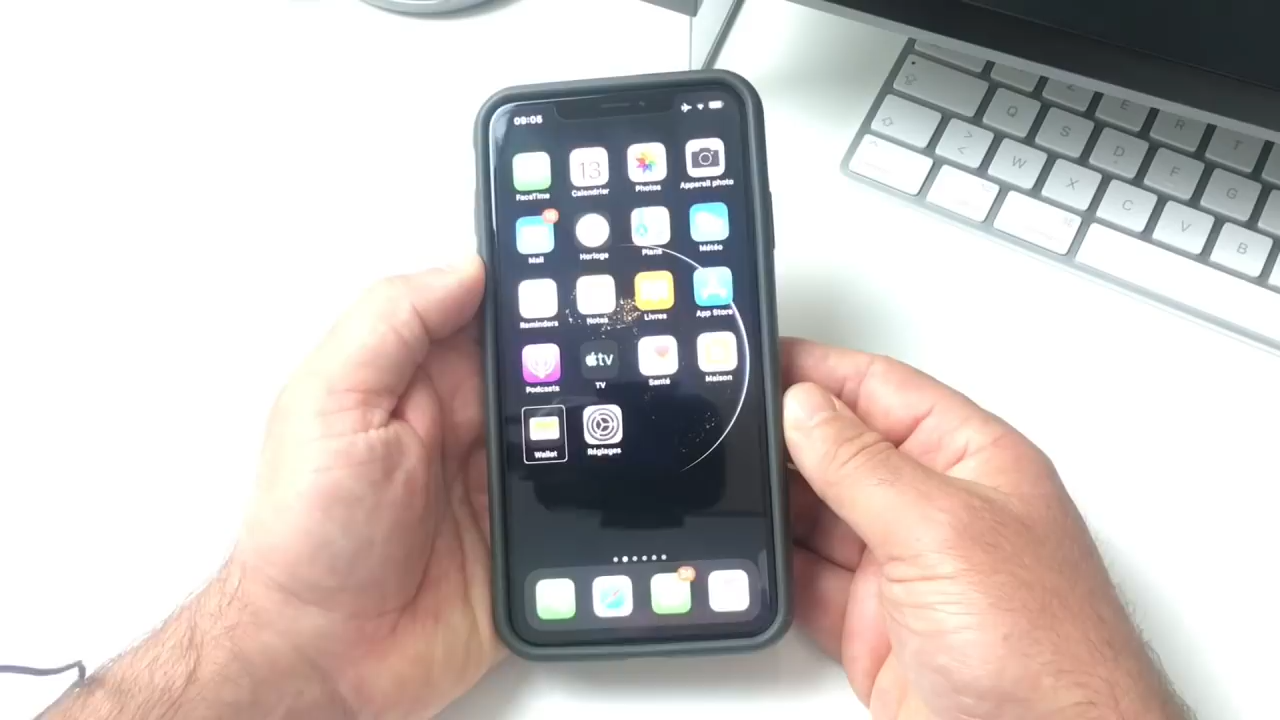 09:05
FaceTime
13
Calendrier
Photos
Appareil photo
Mail
Horloge
Plans
Météo
Reminders
Notes
Livres
App Store
Podcasts
tv
TV
Santé
Maison
Wallet
Réglages
E
R
T
Q
S
D
F
G
>
<
W
X
C
V
B